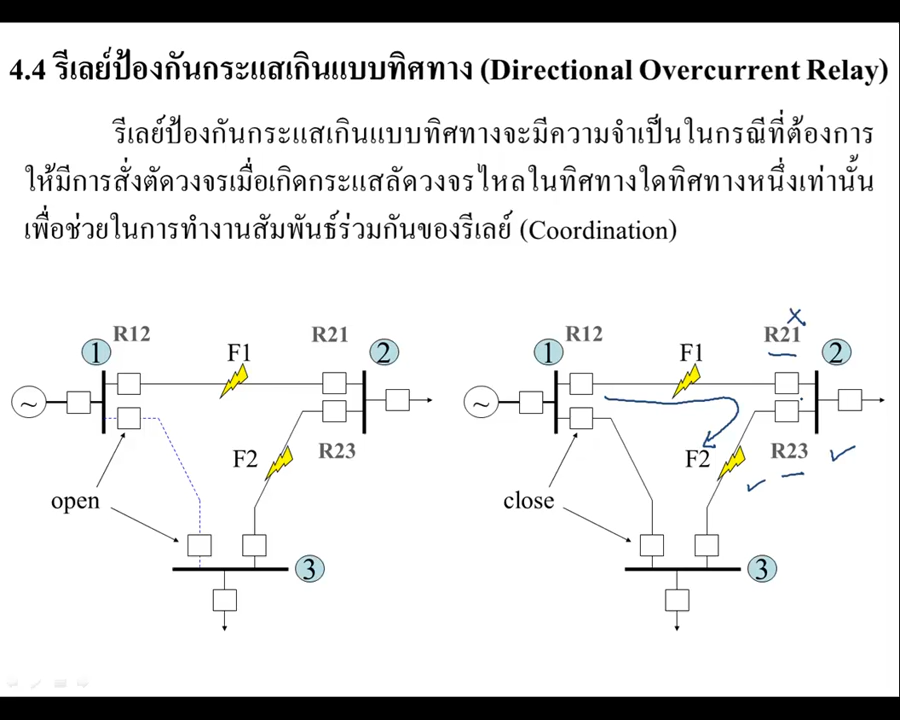 4.4 รีเลย์ป้องกันกระแสเกินแบบทิศทาง (Directional Overcurrent Relay)
รีเลย์ป้องกันกระแสเกินแบบทิศทางจะมีความจำเป็นในกรณีที่ต้องการ
ให้มีการสั่งตัดวงจรเมื่อเกิดกระแสลัดวงจรไหลในทิศทางใดทิศทางหนึ่งเท่านั้น
เพื่อช่วยในการทำงานสัมพันธ์ร่วมกันของรีเลย์ (Coordination)
R12
R21
1
F1
2
~
F2
R23
open
3
R12
R21
1
F1
2
~
F2
R23
close
3